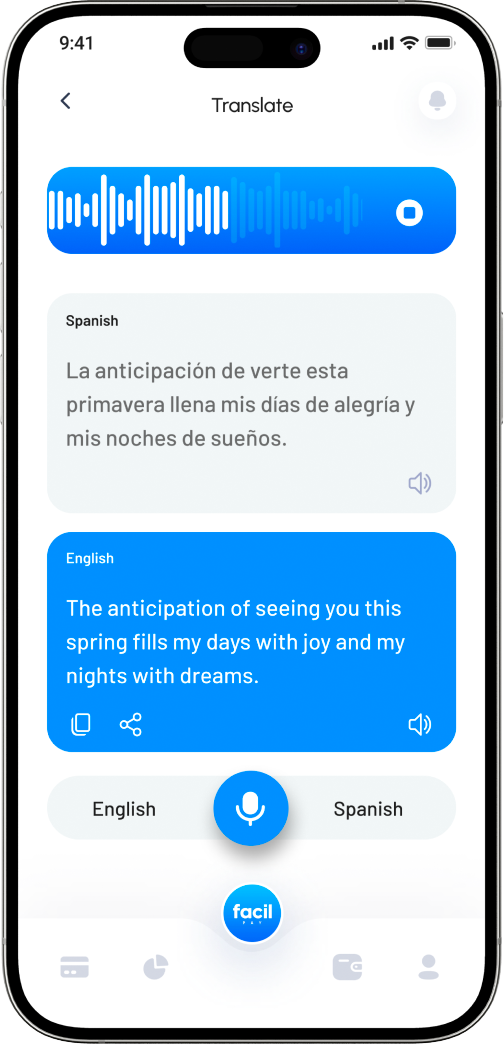 9:41
Translate
Spanish
La anticipación de verte esta
primavera llena mis días de alegría y
mis noches de sueños.
English
The anticipation of seeing you this
spring fills my days with joy and my
nights with dreams.
English
Spanish
facil
PAY